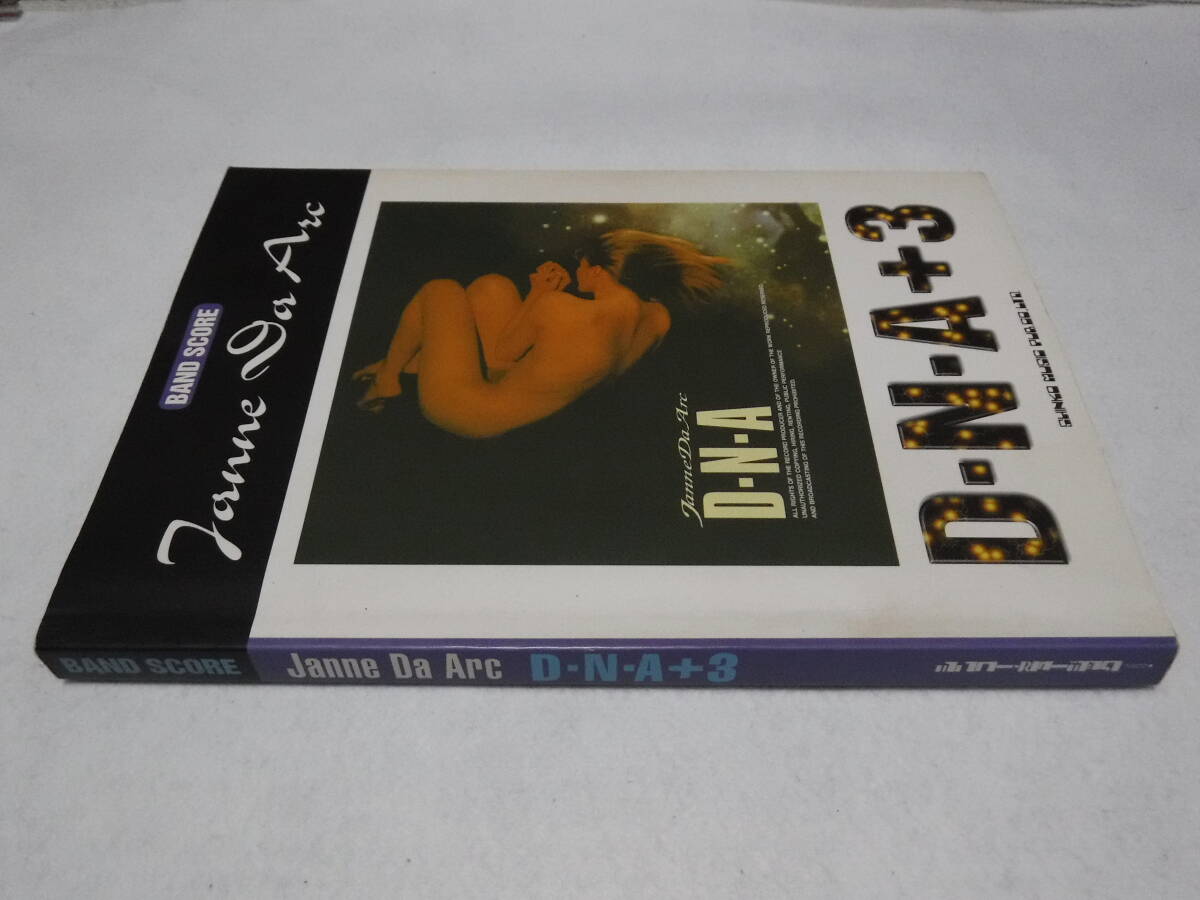 BAND SCORE
Janne Da Arc
Janne Da Arc
D·N·A
ALL RIGHTS OF THE RECORD PRODUCER AND OF THE OWNER OF THE WORK REPRODUCED RESERVED.
UNAUTHORIZED COPYING, HIRING, RENTING, PUBLIC PERFORMANCE
AND BROADCASTING OF THIS RECORDING PROHIBITED.
D·N·A+3
BAND SCORE Janne Da Arc D·N·A+3